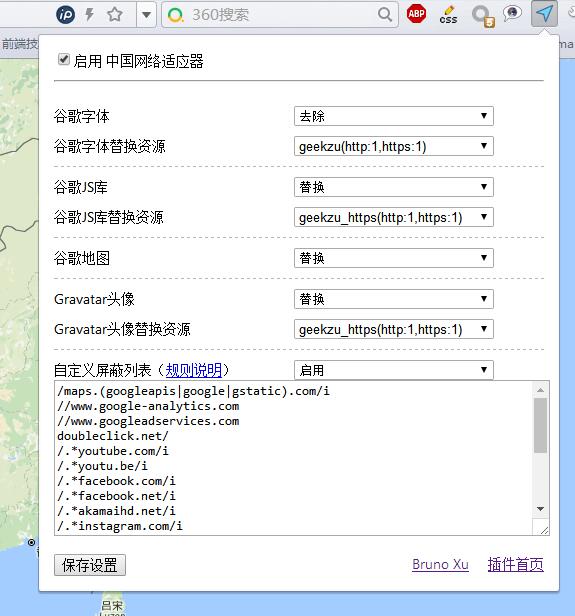 iP 360搜索 ABP CSS 5
前端技 ma
启用 中国网络适应器
谷歌字体 去除
谷歌字体替换资源 geekzu(http:1,https:1)
谷歌JS库 替换
谷歌JS库替换资源 geekzu_https(http:1,https:1)
谷歌地图 替换
Gravatar头像 替换
Gravatar头像替换资源 geekzu_https(http:1,https:1)
自定义屏蔽列表（规则说明） 启用
/maps.(googleapis|google|gstatic).com/i
//www.google-analytics.com
//www.googleadservices.com
doubleclick.net/
/.*youtube.com/i
/.*youtu.be/i
/.*facebook.com/i
/.*facebook.net/i
/.*akamaihd.net/i
/.*instagram.com/i
保存设置 Bruno Xu 插件首页
吕宋